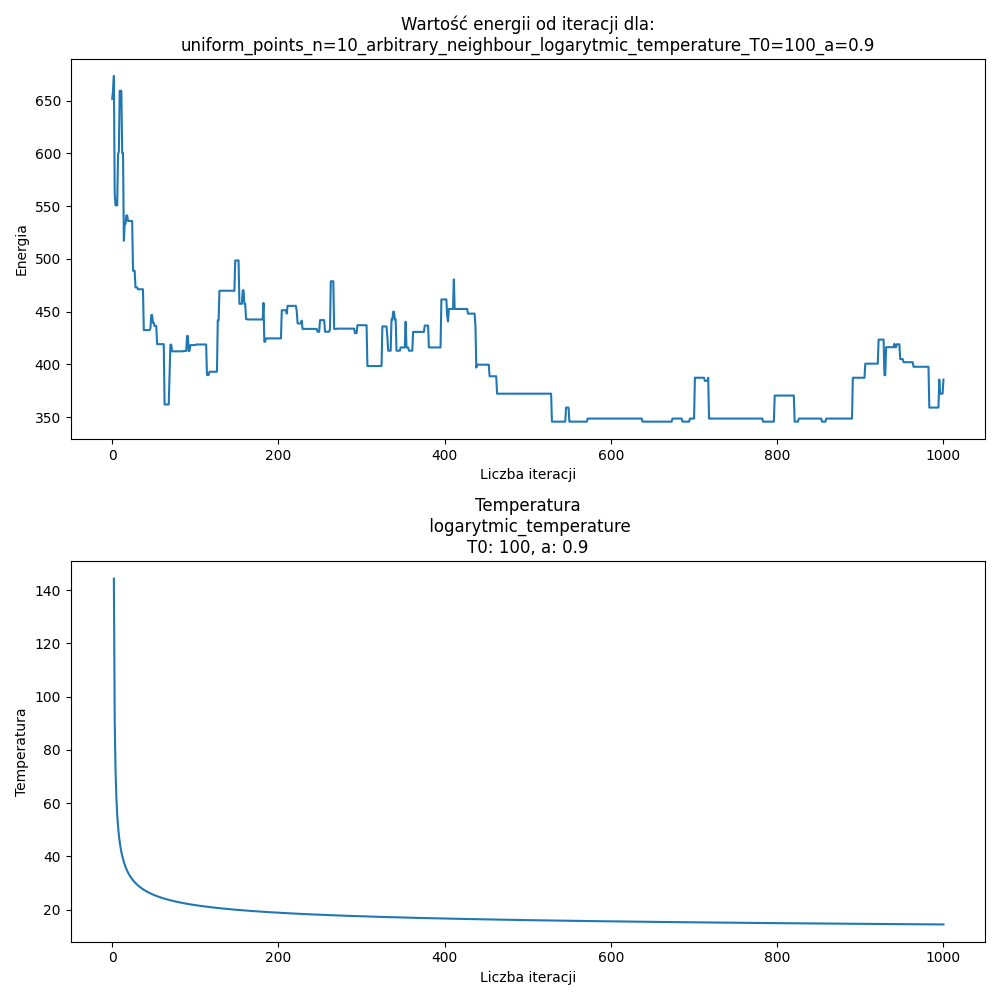 Wartość energii od iteracji dla:
uniform_points_n=10_arbitrary_neighbour_logarytmic_temperature_T0=100_a=0.9
650
600
550
500
450
400
350
Energia
0 200 400 600 800 1000
Liczba iteracji
Temperatura
logarytmic_temperature
T0: 100, a: 0.9
140
120
100
80
60
40
20
Temperatura
0 200 400 600 800 1000
Liczba iteracji